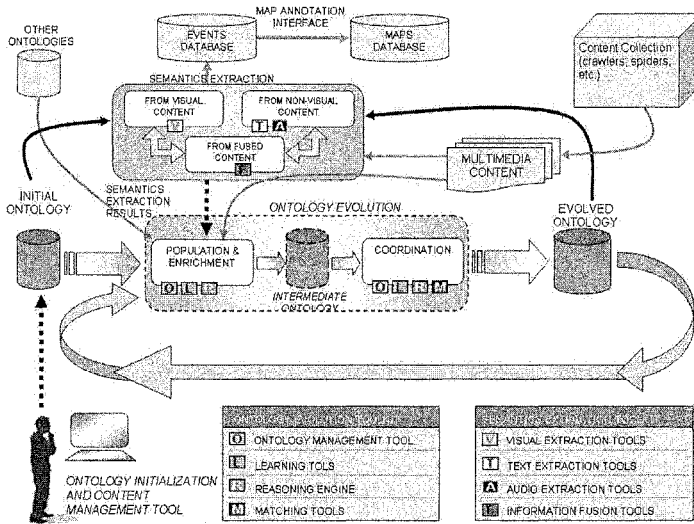 OTHER
ONTOLOGIES
EVENTS
DATABASE
MAP ANNOTATION
INTERFACE
MAPS
DATABASE
Content Collection
(crawlers, spiders,
etc.)
SEMANTICS EXTRACTION
FROM VISUAL
CONTENT
V
FROM NON-VISUAL
CONTENT
T A
FROM FUSED
CONTENT
MULTIMEDIA
CONTENT
INITIAL
ONTOLOGY
SEMANTICS
EXTRACTION
RESULTS
ONTOLOGY EVOLUTION
EVOLVED
ONTOLOGY
POPULATION &
ENRICHMENT
O L R
INTERMEDIATE
ONTOLOGY
COORDINATION
O L R M
ONTOLOGY INITIALIZATION
AND CONTENT
MANAGEMENT TOOL
O ONTOLOGY MANAGEMENT TOOL
L LEARNING TOLS
R REASONING ENGINE
M MATCHING TOOLS
V VISUAL EXTRACTION TOOLS
T TEXT EXTRACTION TOOLS
A AUDIO EXTRACTION TOOLS
INFORMATION FUSION TOOLS